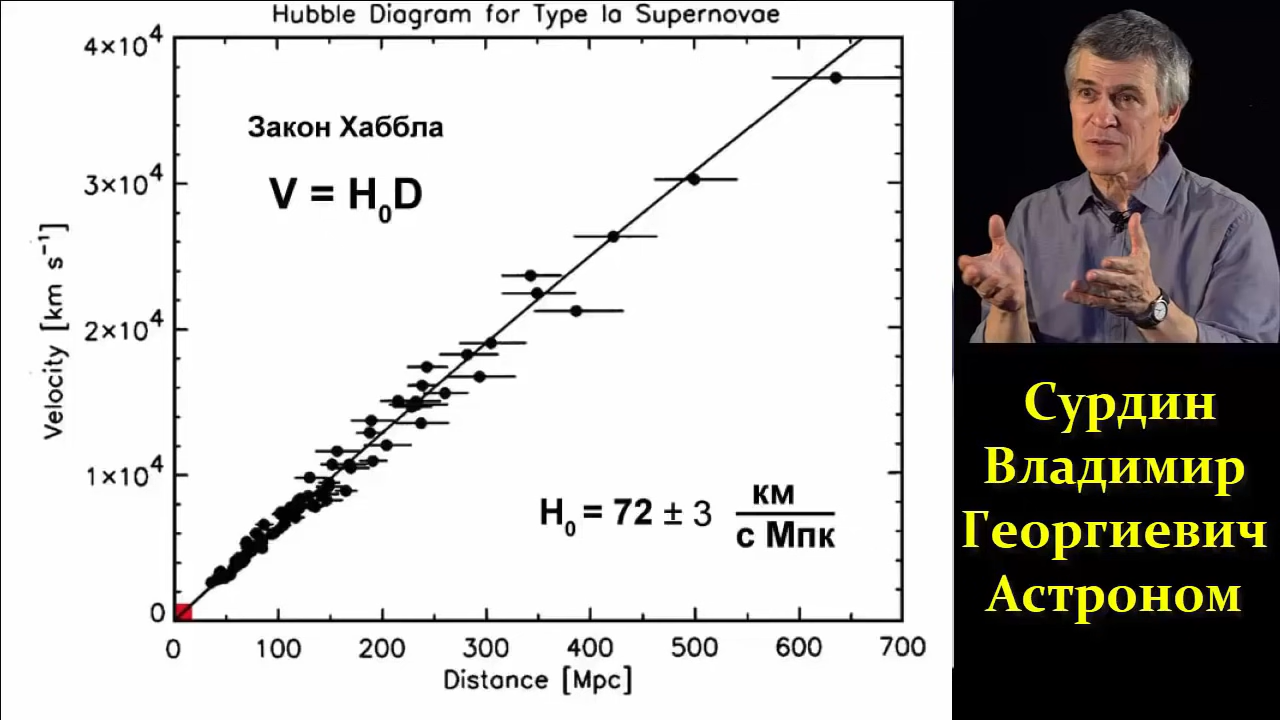 Hubble Diagram for Type Ia Supernovae
4×10⁴
3×10⁴
2×10⁴
1×10⁴
0
Velocity [km s⁻¹]
Закон Хаббла
V = H₀D
H₀ = 72 ± 3 км
с Мпк
0 100 200 300 400 500 600 700
Distance [Mpc]
Сурдин
Владимир
Георгиевич
Астроном